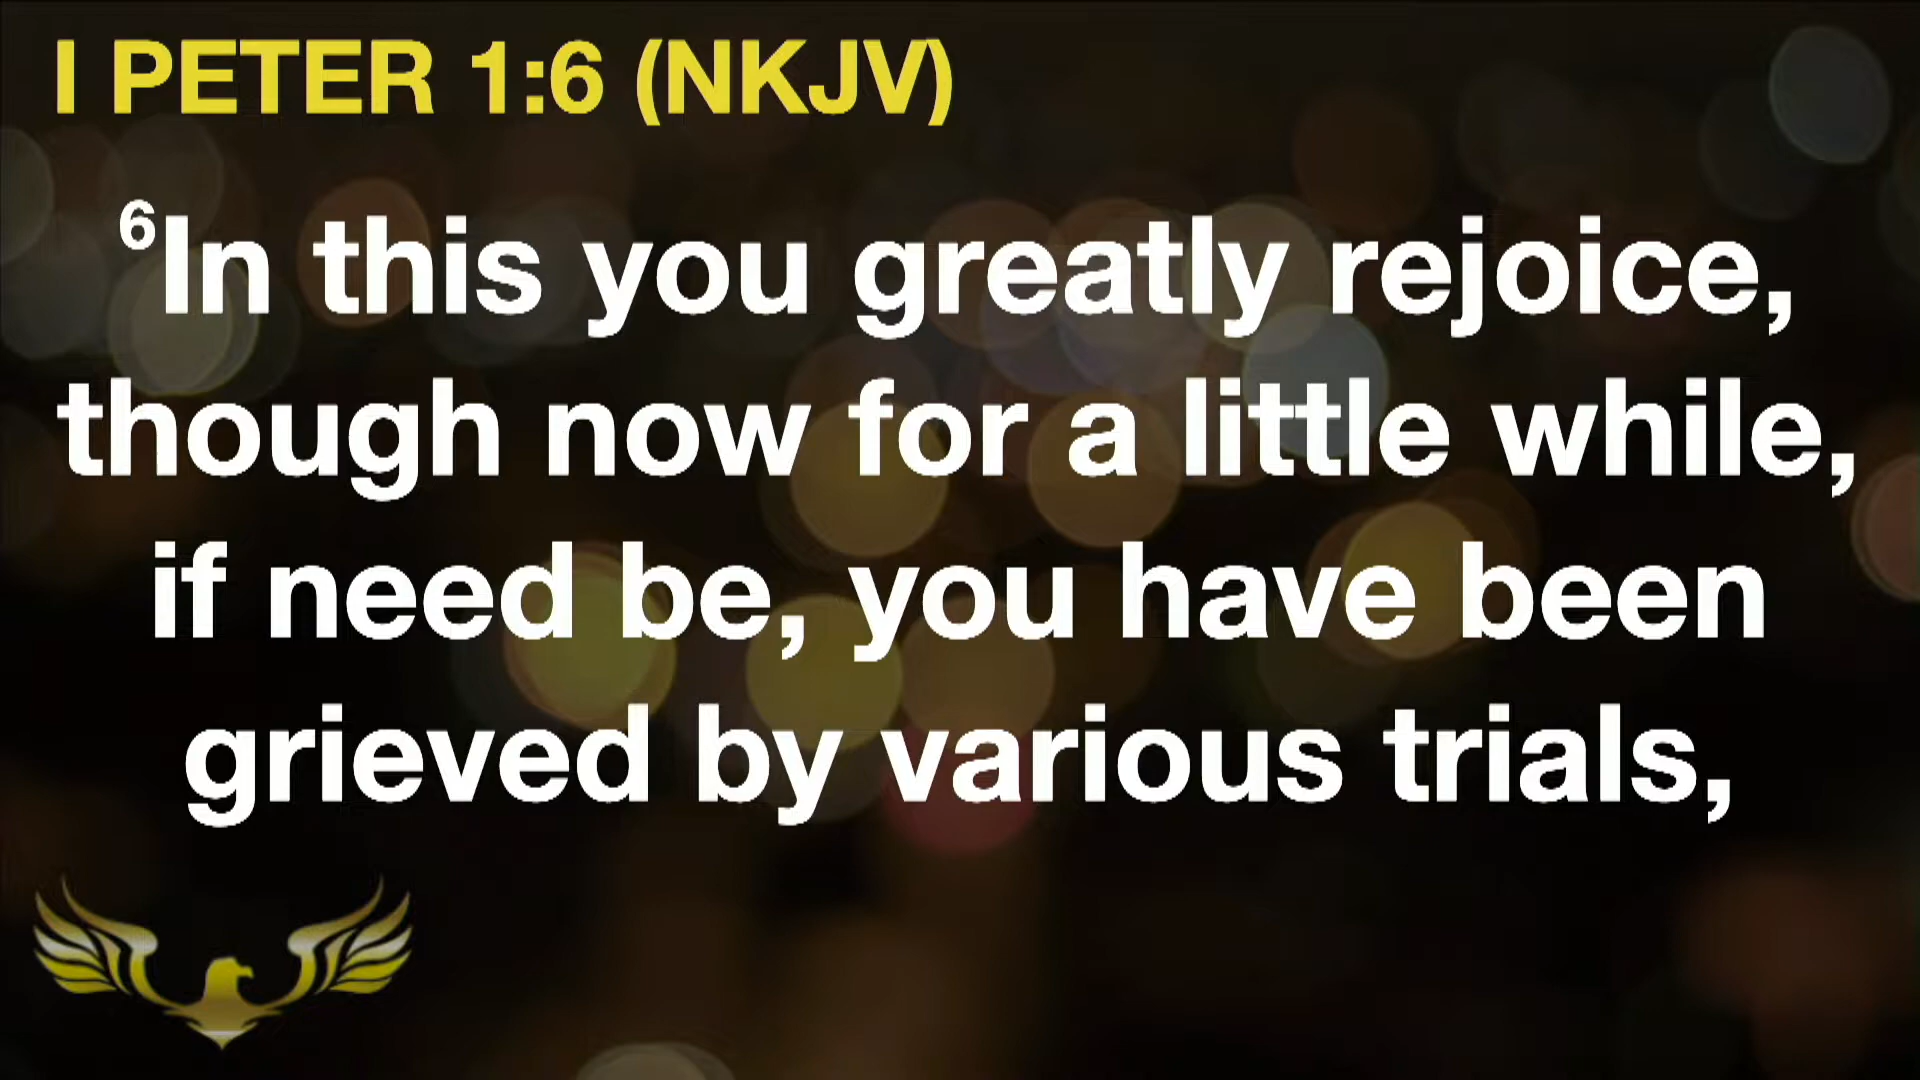 I PETER 1:6 (NKJV)
⁶In this you greatly rejoice,
though now for a little while,
if need be, you have been
grieved by various trials,